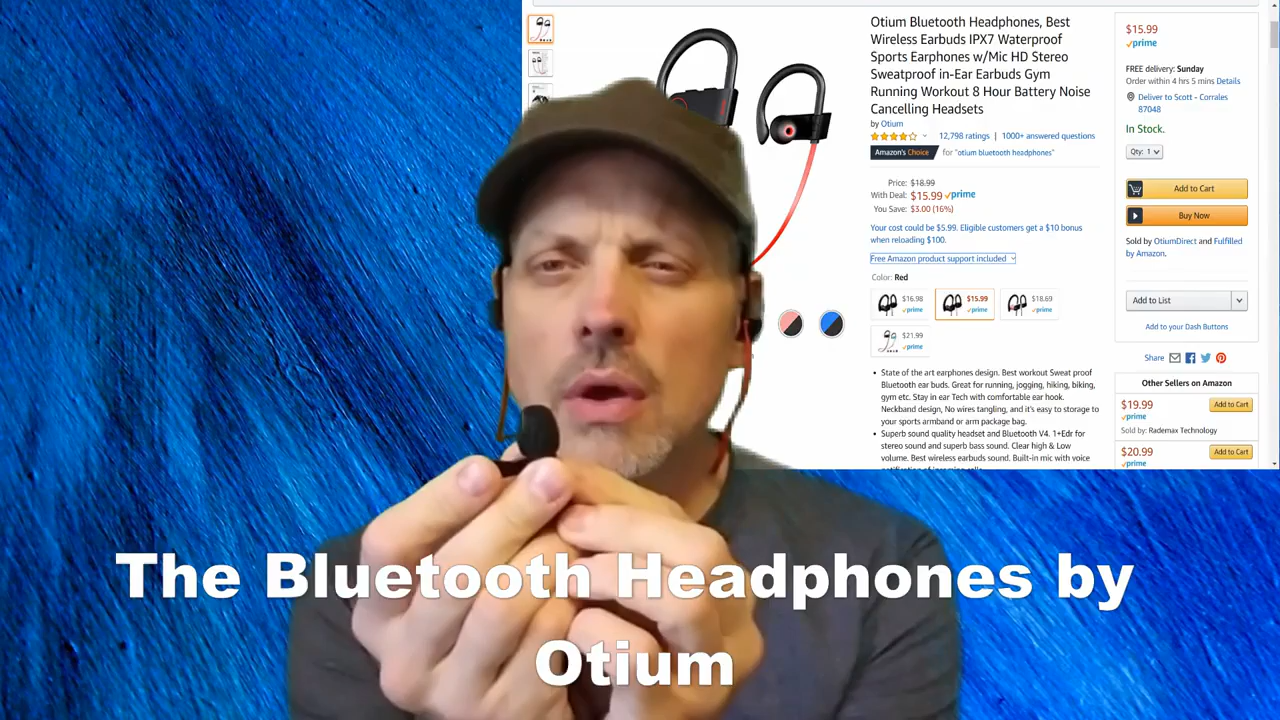 Otium Bluetooth Headphones, Best
Wireless Earbuds IPX7 Waterproof
Sports Earphones w/Mic HD Stereo
Sweatproof in-Ear Earbuds Gym
Running Workout 8 Hour Battery Noise
Cancelling Headsets
by Otium
12,798 ratings | 1000+ answered questions
Amazon's Choice for "otium bluetooth headphones"
Price: $18.99
With Deal: $15.99 prime
You Save: $3.00 (16%)
Your cost could be $5.99. Eligible customers get a $10 bonus
when reloading $100.
Free Amazon product support included
Color: Red
$16.98 prime
$15.99 prime
$18.69 prime
$21.99 prime
• State of the art earphones design. Best workout Sweat proof
Bluetooth ear buds. Great for running, jogging, hiking, biking,
gym etc. Stay in ear Tech with comfortable ear hook.
Neckband design, No wires tangling, and it's easy to storage to
your sports armband or arm package bag.
• Superb sound quality headset and Bluetooth V4. 1+Edr for
stereo sound and superb bass sound. Clear high & Low
volume. Best wireless earbuds sound. Built-in mic with voice
$15.99
prime
FREE delivery: Sunday
Order within 4 hrs 5 mins Details
Deliver to Scott - Corrales
87048
In Stock.
Qty: 1
Add to Cart
Buy Now
Sold by OtiumDirect and Fulfilled
by Amazon.
Add to List
Add to your Dash Buttons
Share
Other Sellers on Amazon
$19.99 Add to Cart
prime
Sold by: Rademax Technology
$20.99 Add to Cart
prime
The Bluetooth Headphones by
Otium